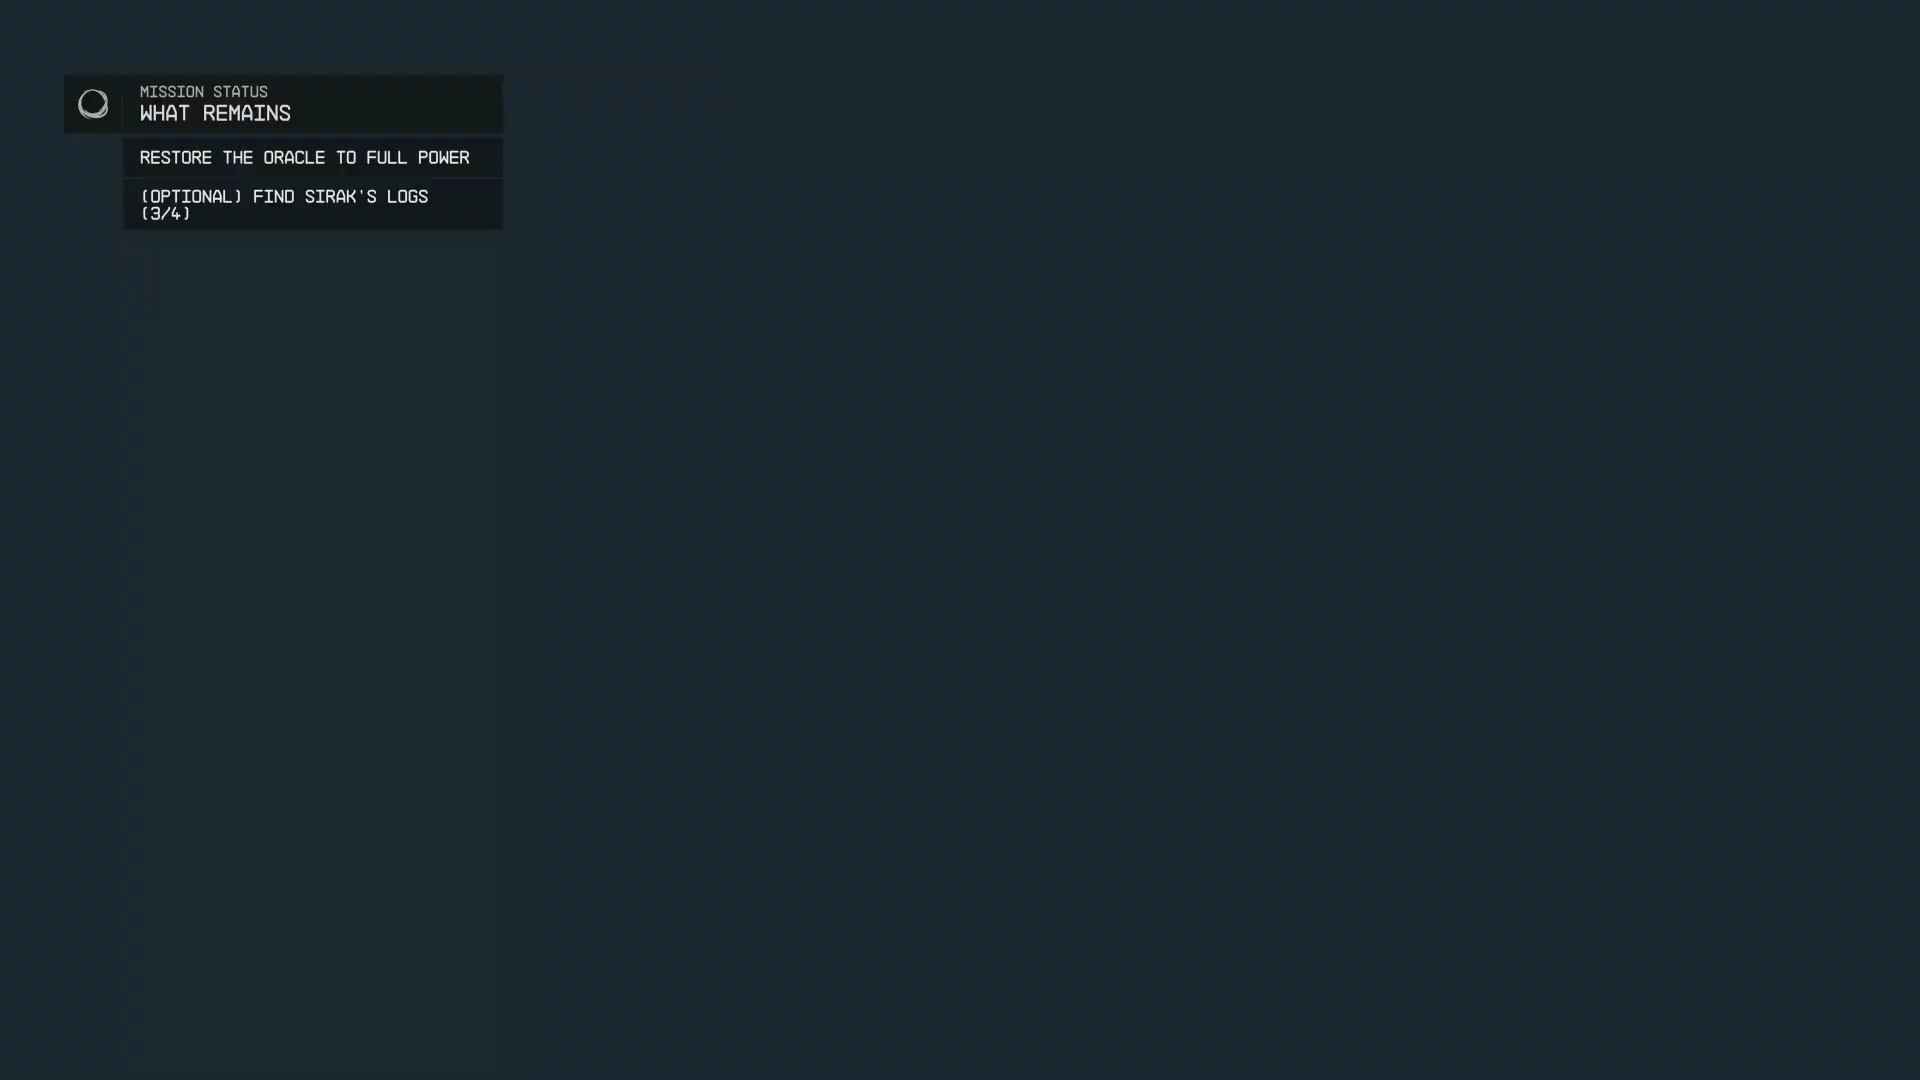 MISSION STATUS
WHAT REMAINS
RESTORE THE ORACLE TO FULL POWER
(OPTIONAL) FIND SIRAK'S LOGS
(3/4)